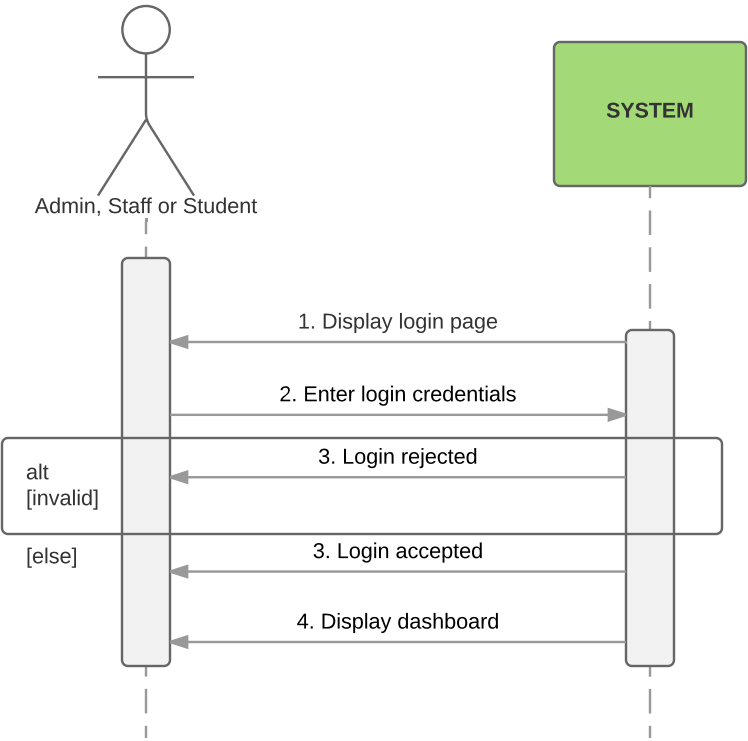 SYSTEM
Admin, Staff or Student
1. Display login page
2. Enter login credentials
3. Login rejected
alt
[invalid]
3. Login accepted
[else]
4. Display dashboard